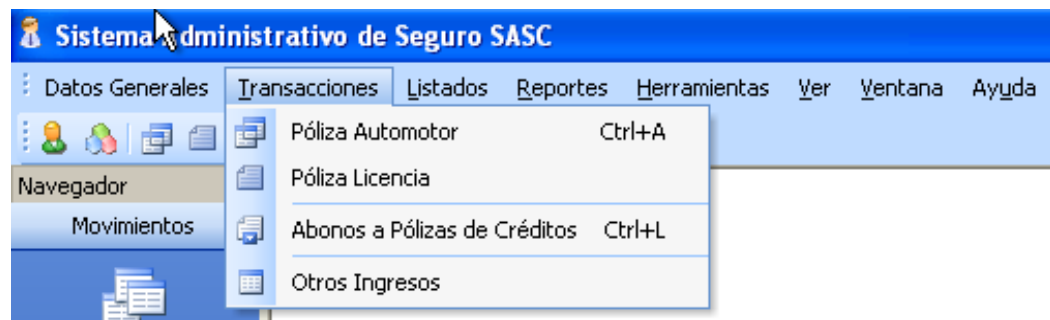 Sistema Administrativo de Seguro SASC
Datos Generales Transacciones Listados Reportes Herramientas Ver Ventana Ayuda
Póliza Automotor Ctrl+A
Póliza Licencia
Navegador
Movimientos
Abonos a Pólizas de Créditos Ctrl+L
Otros Ingresos